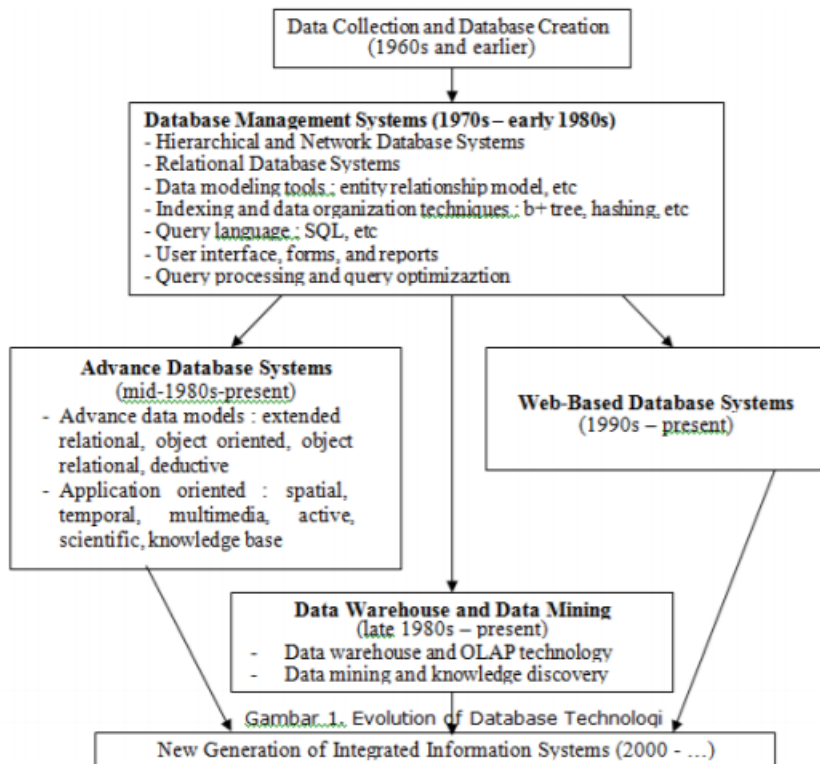 Data Collection and Database Creation
(1960s and earlier)
Database Management Systems (1970s – early 1980s)
- Hierarchical and Network Database Systems
- Relational Database Systems
- Data modeling tools : entity relationship model, etc
- Indexing and data organization techniques : b+ tree, hashing, etc
- Query language : SQL, etc
- User interface, forms, and reports
- Query processing and query optimizaztion
Advance Database Systems
(mid-1980s-present)
- Advance data models : extended
relational, object oriented, object
relational, deductive
- Application oriented : spatial,
temporal, multimedia, active,
scientific, knowledge base
Web-Based Database Systems
(1990s – present)
Data Warehouse and Data Mining
(late 1980s – present)
- Data warehouse and OLAP technology
- Data mining and knowledge discovery
Gambar 1. Evolution of Database Technologi
New Generation of Integrated Information Systems (2000 - ...)